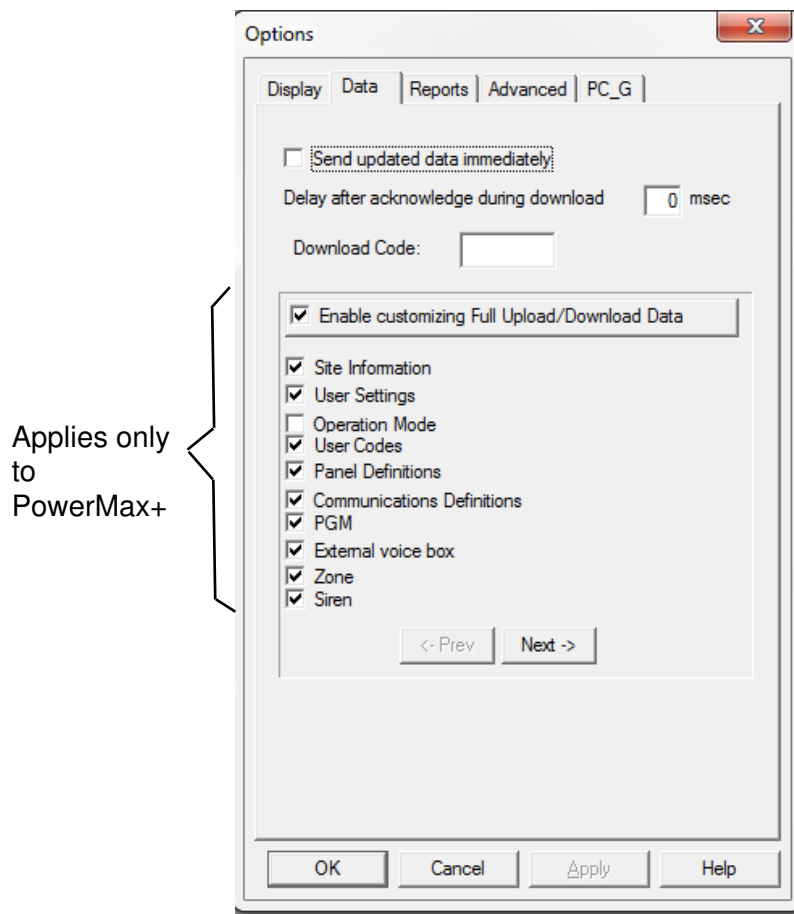 Options
Display Data Reports Advanced PC_G
Send updated data immediately
Delay after acknowledge during download 0 msec
Download Code:
Enable customizing Full Upload/Download Data
Site Information
User Settings
Operation Mode
User Codes
Panel Definitions
Communications Definitions
PGM
External voice box
Zone
Siren
<- Prev Next ->
OK Cancel Apply Help
Applies only
to
PowerMax+